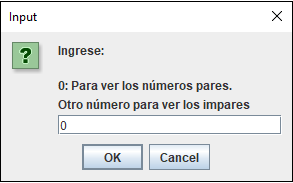 Input
Ingrese:
0: Para ver los números pares.
Otro número para ver los impares
0
OK Cancel